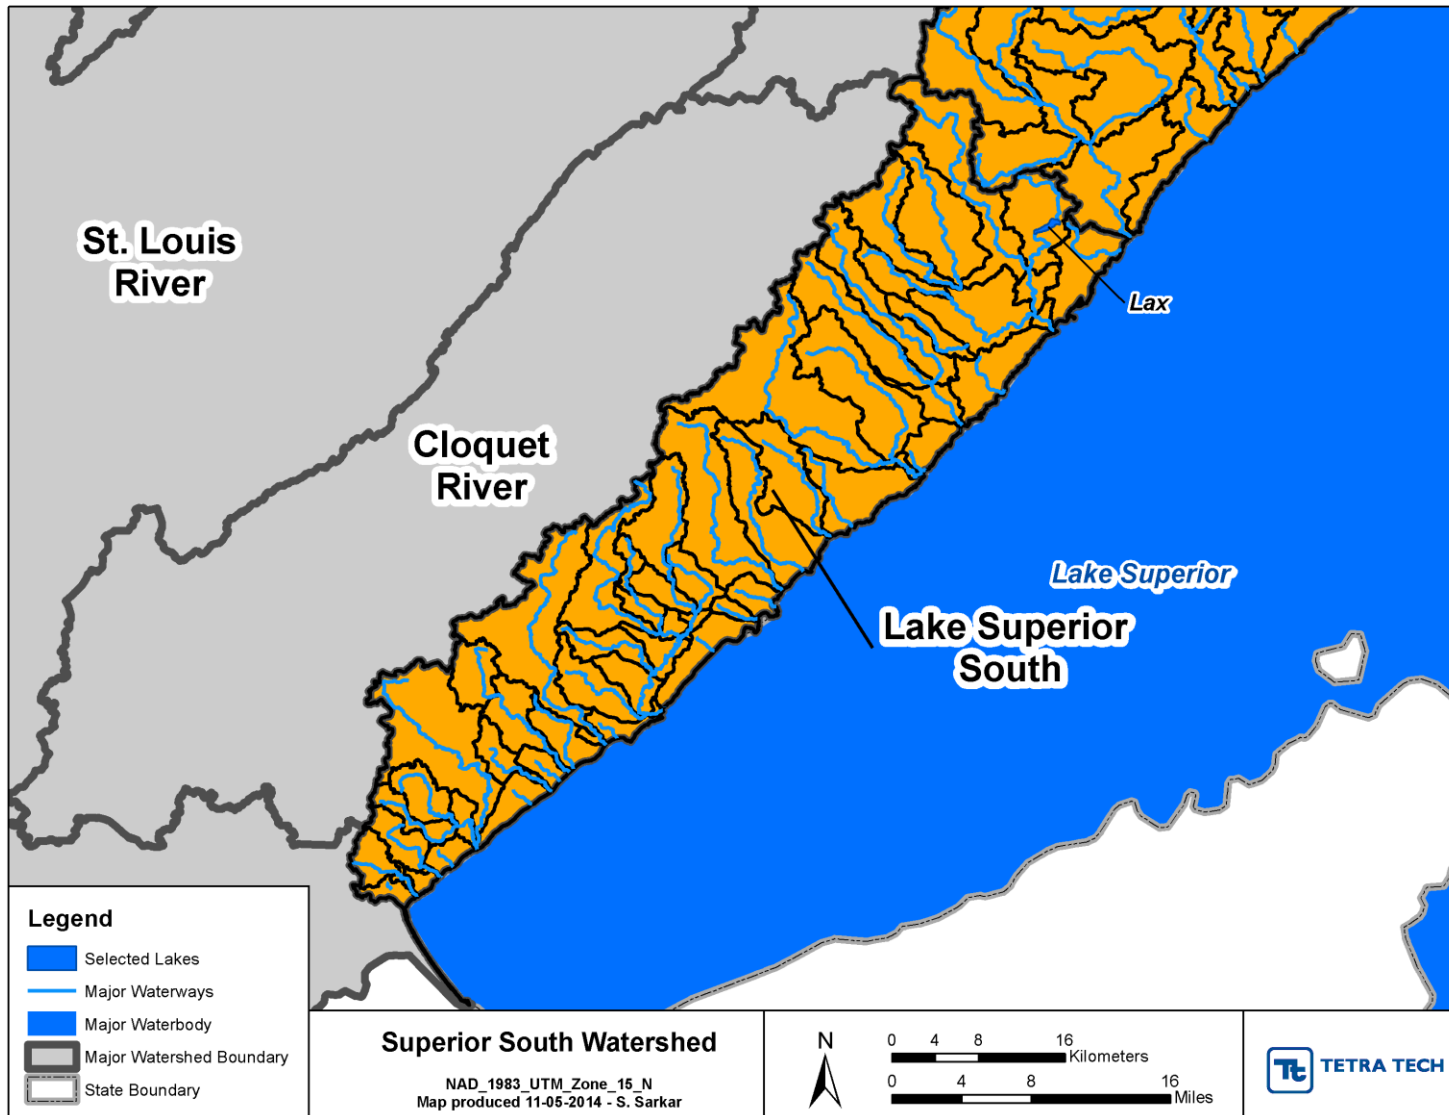 St. Louis
River
Cloquet
River
Lax
Lake Superior
Lake Superior
South
Legend
Selected Lakes
Major Waterways
Major Waterbody
Major Watershed Boundary
State Boundary
Superior South Watershed
NAD_1983_UTM_Zone_15_N
Map produced 11-05-2014 - S. Sarkar
N
0 4 8 16
Kilometers
0 4 8 16
Miles
Tt TETRA TECH